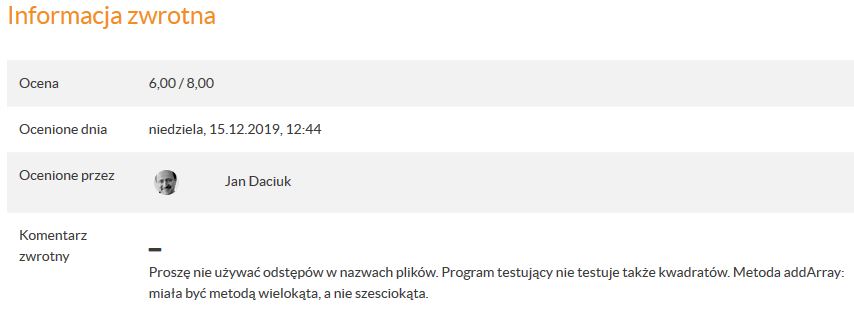 Informacja zwrotna
Ocena 6,00 / 8,00
Ocenione dnia niedziela, 15.12.2019, 12:44
Ocenione przez Jan Daciuk
Komentarz
zwrotny
Proszę nie używać odstępów w nazwach plików. Program testujący nie testuje także kwadratów. Metoda addArray:
miała być metodą wielokąta, a nie szesciokąta.